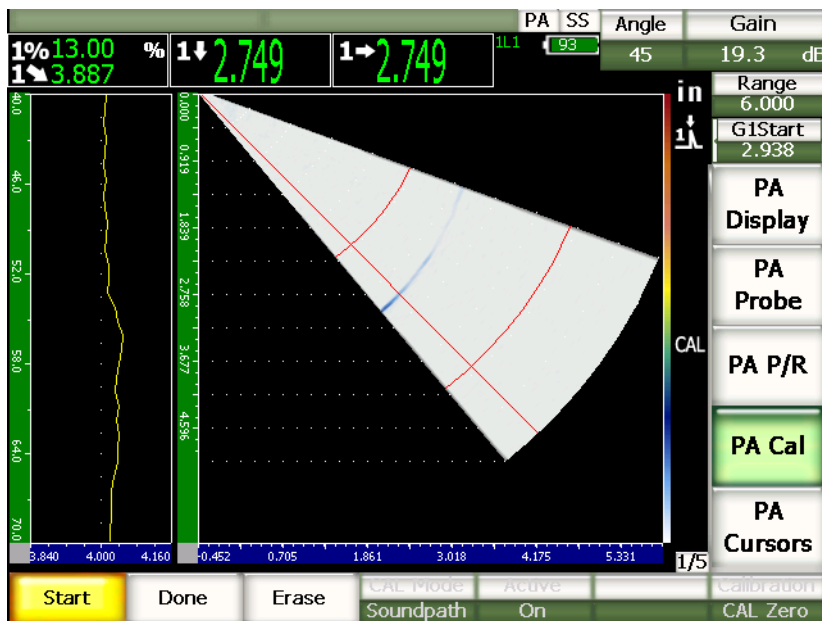 PA SS Angle Gain
1% 13.00 % 1 2.749 1 2.749 1L1 93 45 19.3 dB
1 3.887
in Range
6.000
G1Start
2.938
PA
Display
PA
Probe
CAL
PA P/R
PA Cal
PA
Cursors
40.0
46.0
52.0
58.0
64.0
70.0
0.000
0.919
1.839
2.758
3.677
4.596
3.840 4.000 4.160 -0.452 0.705 1.861 3.018 4.175 5.331 1/5
Start Done Erase CAL Mode Active Calibration
Soundpath On CAL Zero